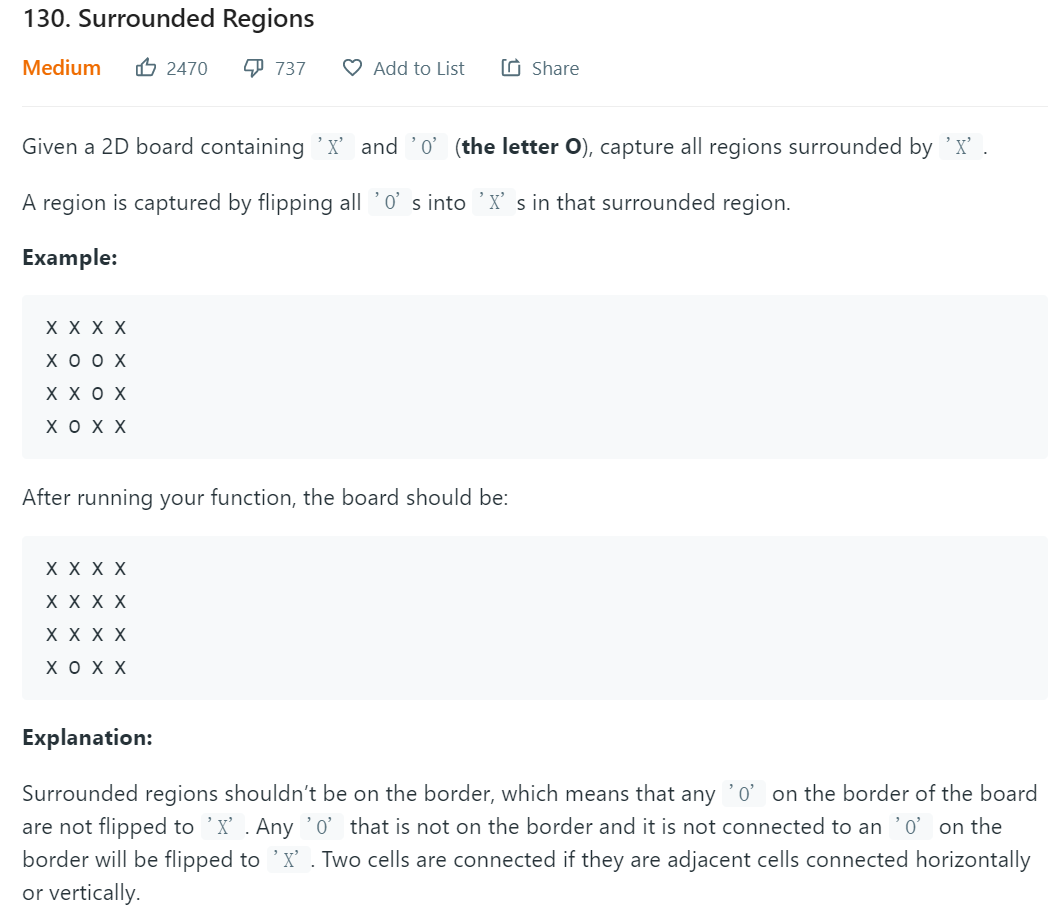 130. Surrounded Regions
Medium 2470 737 Add to List Share
Given a 2D board containing 'X' and 'O' (the letter O), capture all regions surrounded by 'X' .
A region is captured by flipping all 'O' s into 'X' s in that surrounded region.
Example:
X X X X
X O O X
X X O X
X O X X
After running your function, the board should be:
X X X X
X X X X
X X X X
X O X X
Explanation:
Surrounded regions shouldn't be on the border, which means that any 'O' on the border of the board
are not flipped to 'X' . Any 'O' that is not on the border and it is not connected to an 'O' on the
border will be flipped to 'X' . Two cells are connected if they are adjacent cells connected horizontally
or vertically.